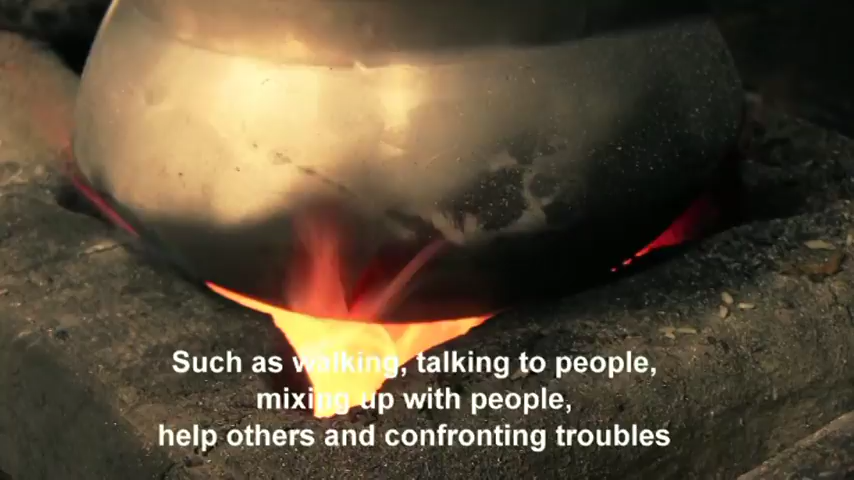 Such as walking, talking to people,
mixing up with people,
help others and confronting troubles